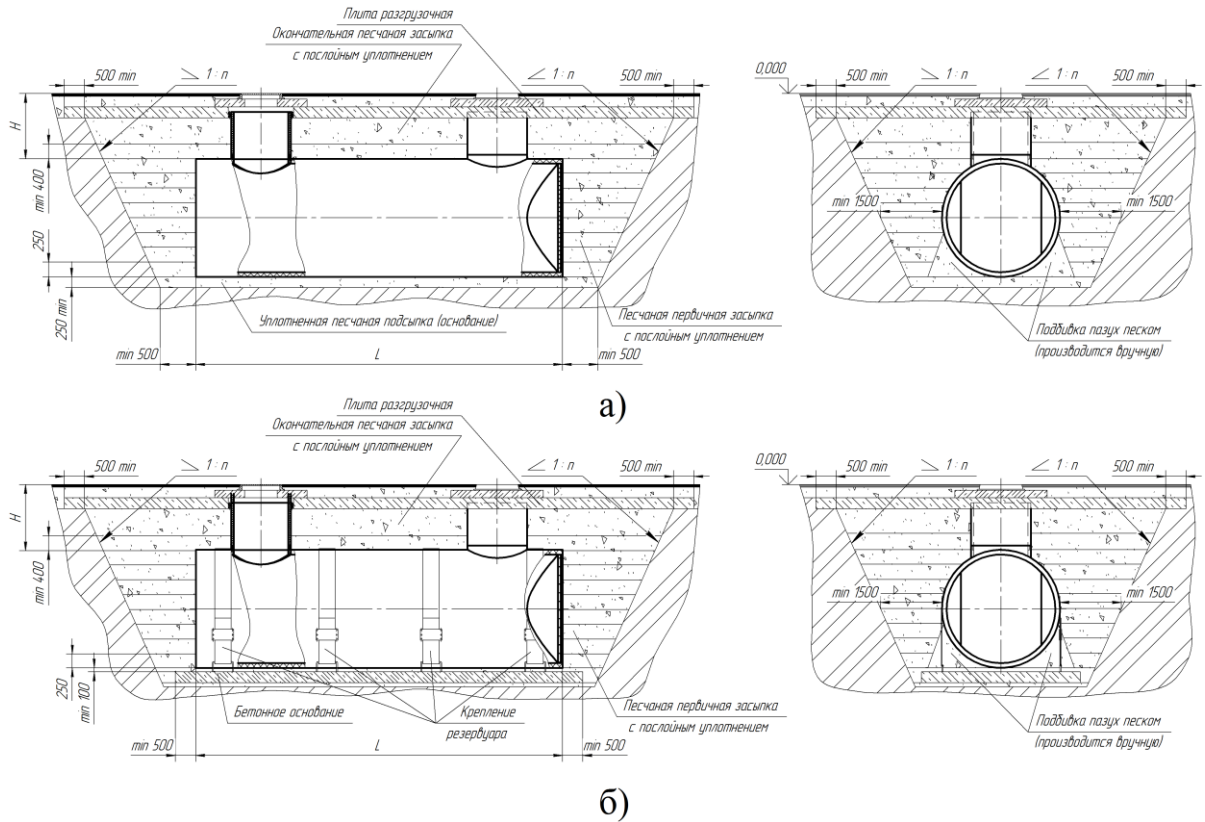 Плита разгрузочная
Окончательная песчаная засыпка
с послойным уплотнением
500 min
1:n
1:n
500 min
H
min 400
250
250 min
Уплотненная песчаная подсыпка (основание)
Песчаная первичная засыпка
с послойным уплотнением
min 500
L
min 500
0,000
500 min
1:n
1:n
500 min
min 1500
min 1500
Подбивка пазух песком
(производится вручную)
а)
Плита разгрузочная
Окончательная песчаная засыпка
с послойным уплотнением
500 min
1:n
1:n
500 min
H
min 400
250
min 100
Бетонное основание
Крепление
резервуара
Песчаная первичная засыпка
с послойным уплотнением
min 500
L
min 500
0,000
500 min
1:n
1:n
500 min
min 1500
min 1500
Подбивка пазух песком
(производится вручную)
б)